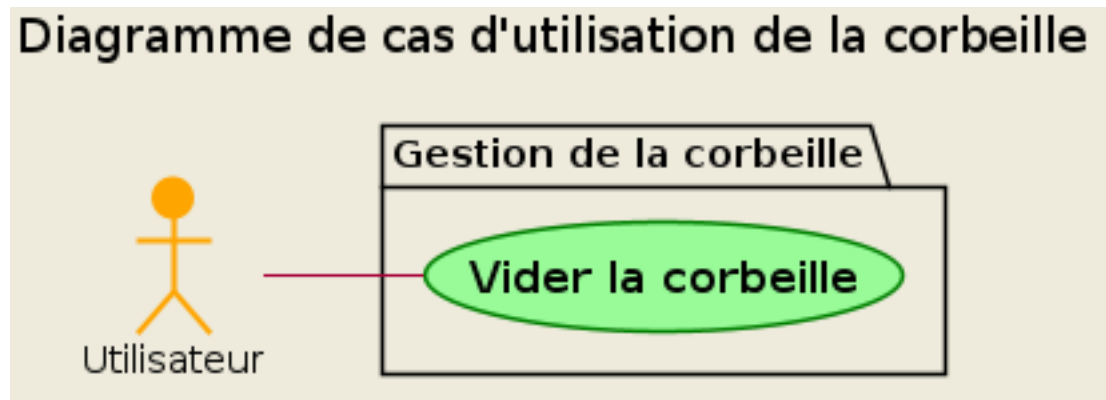 Diagramme de cas d'utilisation de la corbeille
Gestion de la corbeille
Vider la corbeille
Utilisateur